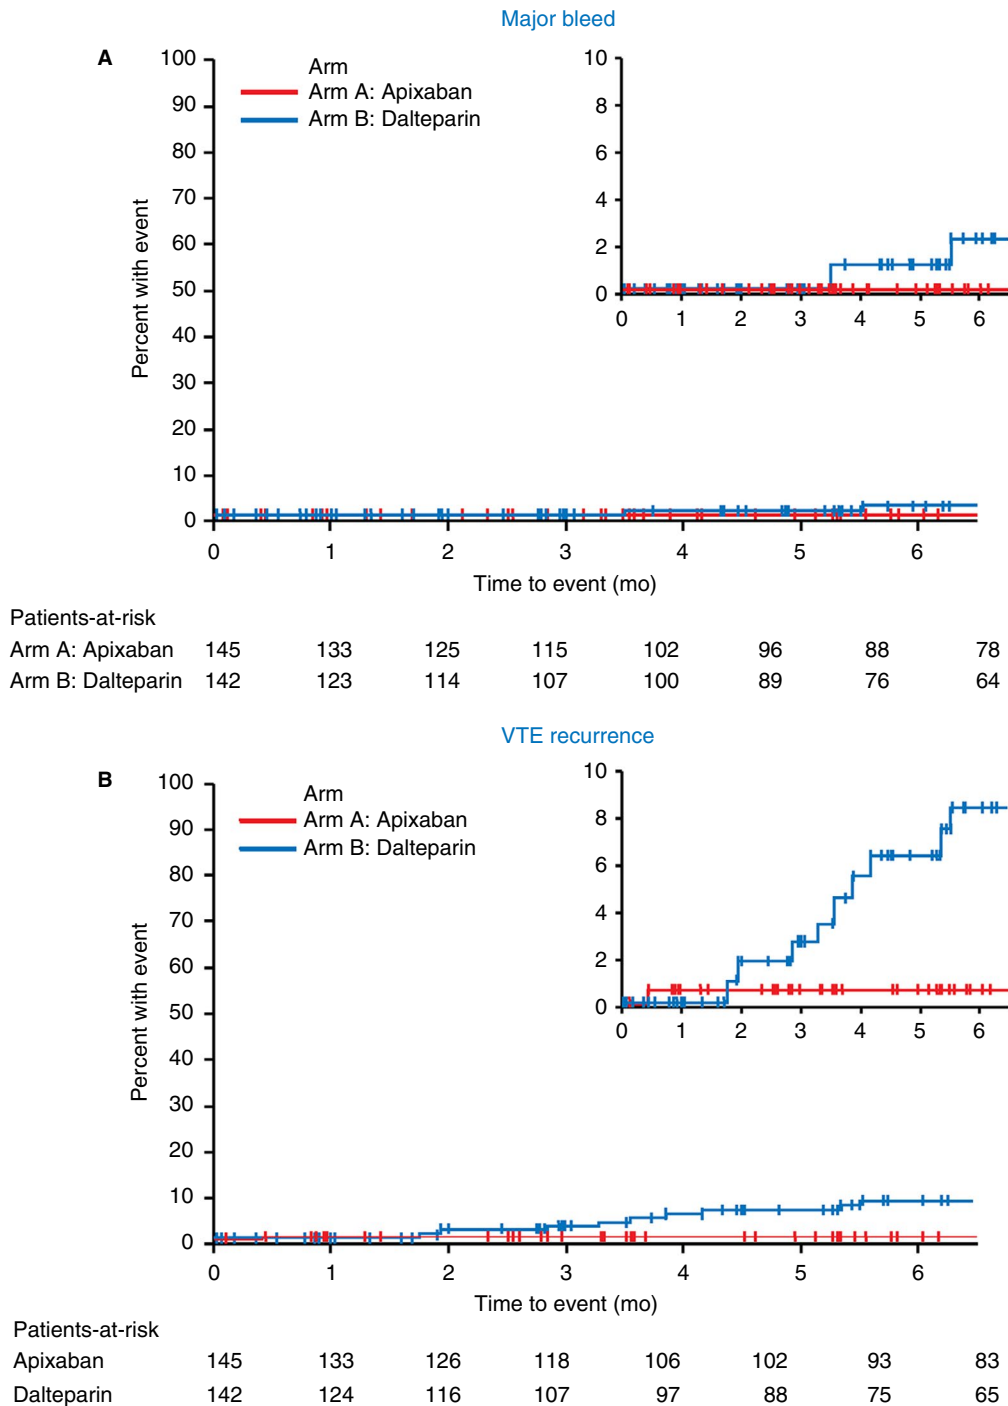 Major bleed
A
100
90
80
70
60
50
40
30
20
10
0
Percent with event
Arm
Arm A: Apixaban
Arm B: Dalteparin
10
8
6
4
2
0
0 1 2 3 4 5 6
0 1 2 3 4 5 6
Time to event (mo)
Patients-at-risk
Arm A: Apixaban 145 133 125 115 102 96 88 78
Arm B: Dalteparin 142 123 114 107 100 89 76 64
VTE recurrence
B
100
90
80
70
60
50
40
30
20
10
0
Percent with event
Arm
Arm A: Apixaban
Arm B: Dalteparin
10
8
6
4
2
0
0 1 2 3 4 5 6
0 1 2 3 4 5 6
Time to event (mo)
Patients-at-risk
Apixaban 145 133 126 118 106 102 93 83
Dalteparin 142 124 116 107 97 88 75 65